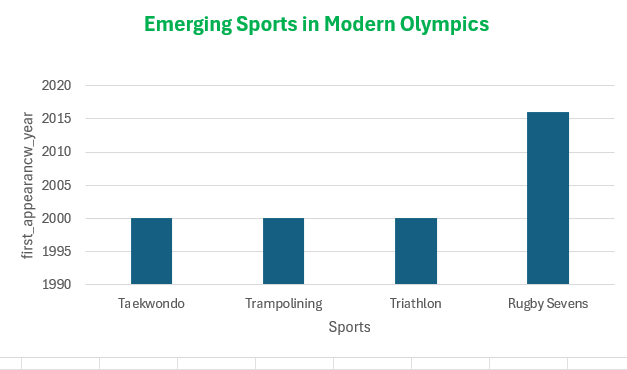 Emerging Sports in Modern Olympics
2020
2015
2010
2005
2000
1995
1990
first_appearancw_year
Taekwondo Trampolining Triathlon Rugby Sevens
Sports